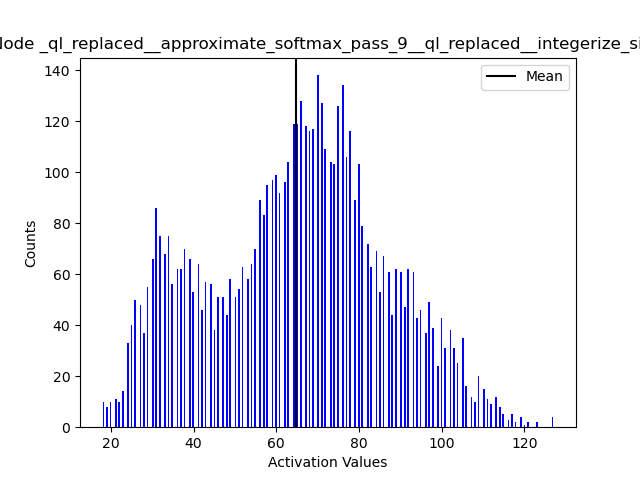 Node _ql_replaced__approximate_softmax_pass_9__ql_replaced__integerize_si
Mean
Counts
140
120
100
80
60
40
20
0
20 40 60 80 100 120
Activation Values